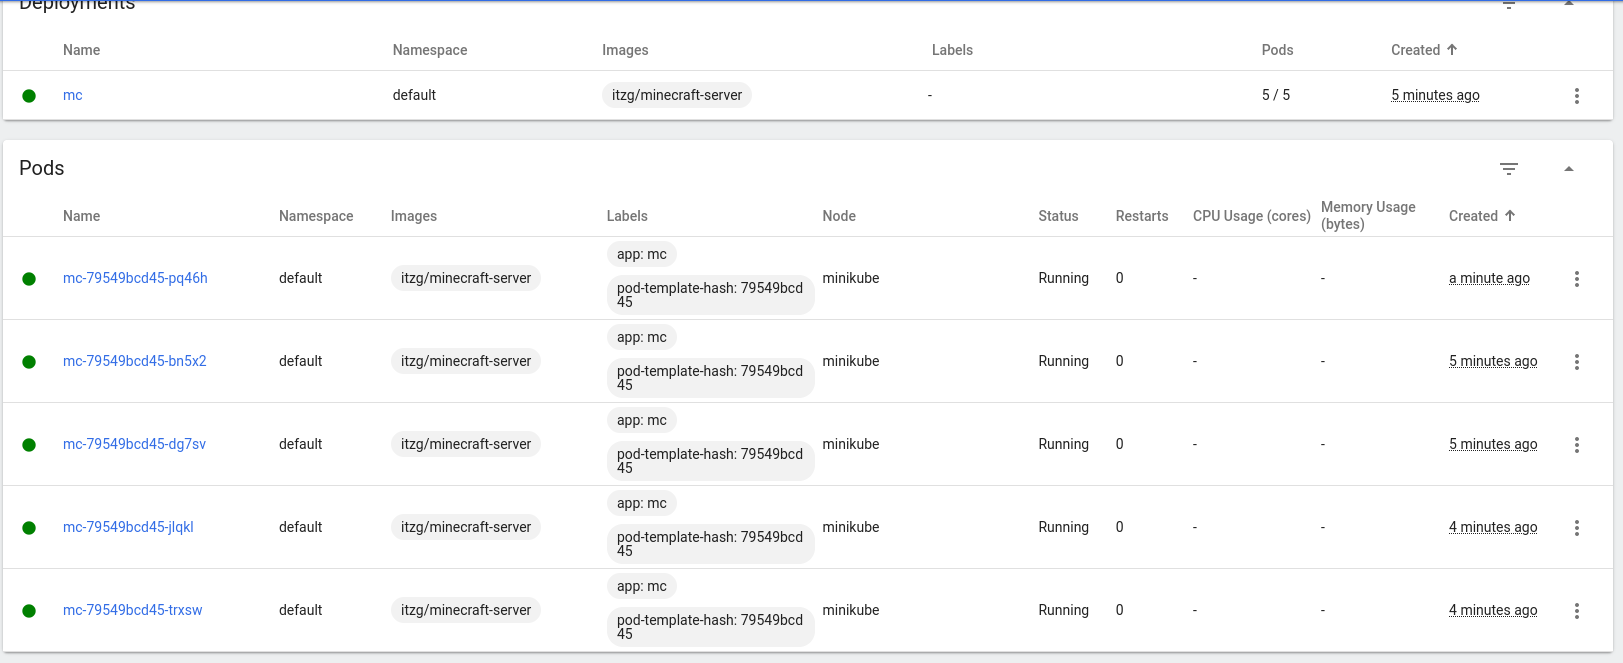 Deployments
Name Namespace Images Labels Pods Created
mc default itzg/minecraft-server - 5 / 5 5 minutes ago
Pods
Name Namespace Images Labels Node Status Restarts CPU Usage (cores) Memory Usage (bytes) Created
mc-79549bcd45-pq46h default itzg/minecraft-server app: mc pod-template-hash: 79549bcd45 minikube Running 0 - - a minute ago
mc-79549bcd45-bn5x2 default itzg/minecraft-server app: mc pod-template-hash: 79549bcd45 minikube Running 0 - - 5 minutes ago
mc-79549bcd45-dg7sv default itzg/minecraft-server app: mc pod-template-hash: 79549bcd45 minikube Running 0 - - 5 minutes ago
mc-79549bcd45-jlqkl default itzg/minecraft-server app: mc pod-template-hash: 79549bcd45 minikube Running 0 - - 4 minutes ago
mc-79549bcd45-trxsw default itzg/minecraft-server app: mc pod-template-hash: 79549bcd45 minikube Running 0 - - 4 minutes ago